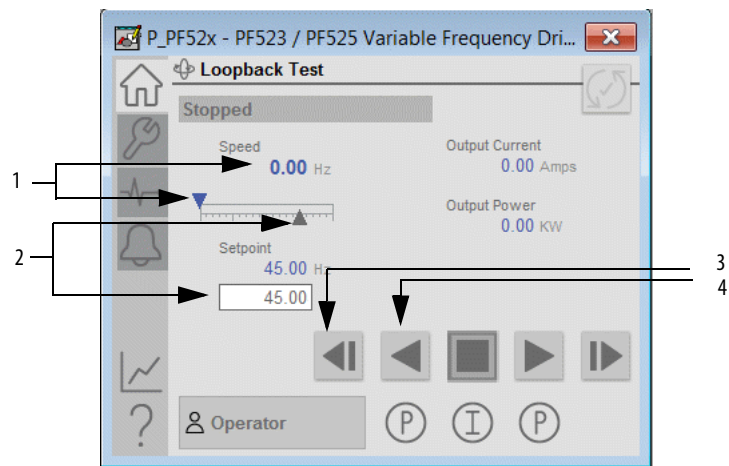 P_PF52x - PF523 / PF525 Variable Frequency Dri...
Loopback Test
Stopped
Speed
0.00 Hz
Output Current
0.00 Amps
1
Output Power
0.00 KW
2
Setpoint
45.00 Hz
45.00
3
4
?
Operator
P
I
P